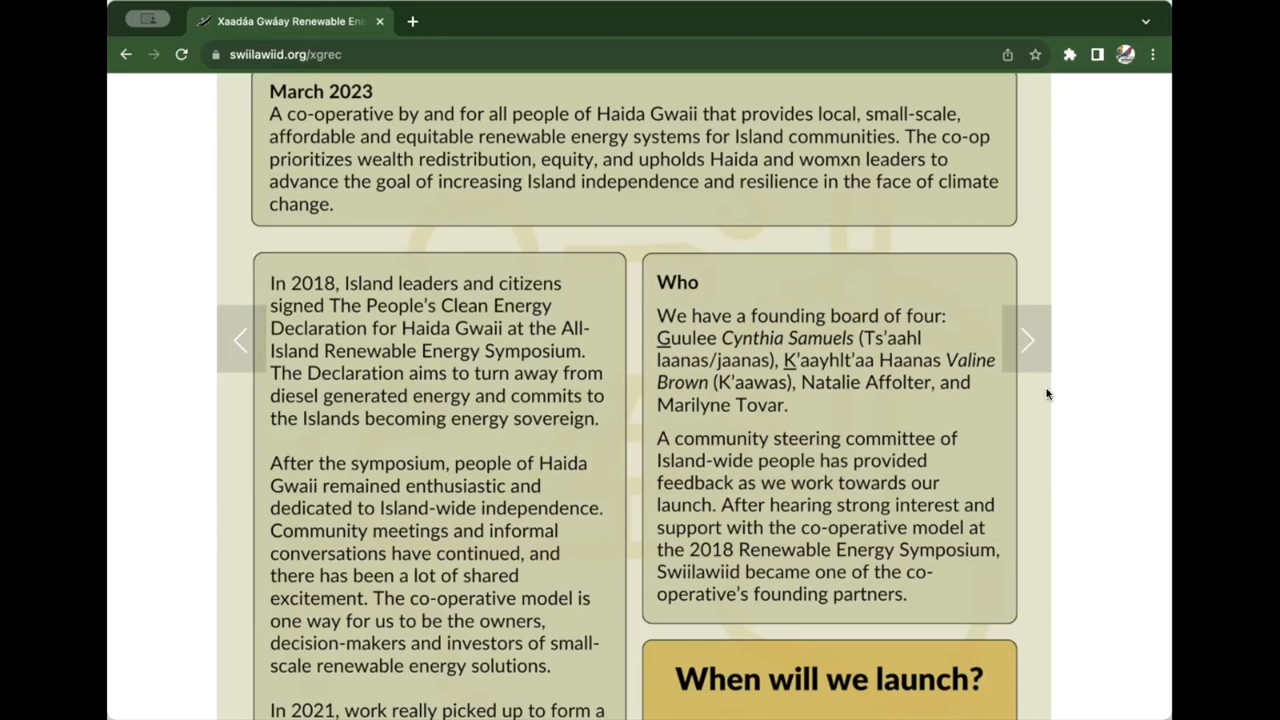 Xaadáa Gwáay Renewable Ene
swiilawiid.org/xgrec
March 2023
A co-operative by and for all people of Haida Gwaii that provides local, small-scale,
affordable and equitable renewable energy systems for Island communities. The co-op
prioritizes wealth redistribution, equity, and upholds Haida and womxn leaders to
advance the goal of increasing Island independence and resilience in the face of climate
change.
In 2018, Island leaders and citizens
signed The People's Clean Energy
Declaration for Haida Gwaii at the All-
Island Renewable Energy Symposium.
The Declaration aims to turn away from
diesel generated energy and commits to
the Islands becoming energy sovereign.
After the symposium, people of Haida
Gwaii remained enthusiastic and
dedicated to Island-wide independence.
Community meetings and informal
conversations have continued, and
there has been a lot of shared
excitement. The co-operative model is
one way for us to be the owners,
decision-makers and investors of small-
scale renewable energy solutions.
In 2021, work really picked up to form a
Who
We have a founding board of four:
G̲uulee Cynthia Samuels (Ts'aahl
laanas/jaanas), K̲'aayhlt'aa Haanas Valine
Brown (K'aawas), Natalie Affolter, and
Marilyne Tovar.
A community steering committee of
Island-wide people has provided
feedback as we work towards our
launch. After hearing strong interest and
support with the co-operative model at
the 2018 Renewable Energy Symposium,
Swiilawiid became one of the co-
operative's founding partners.
When will we launch?